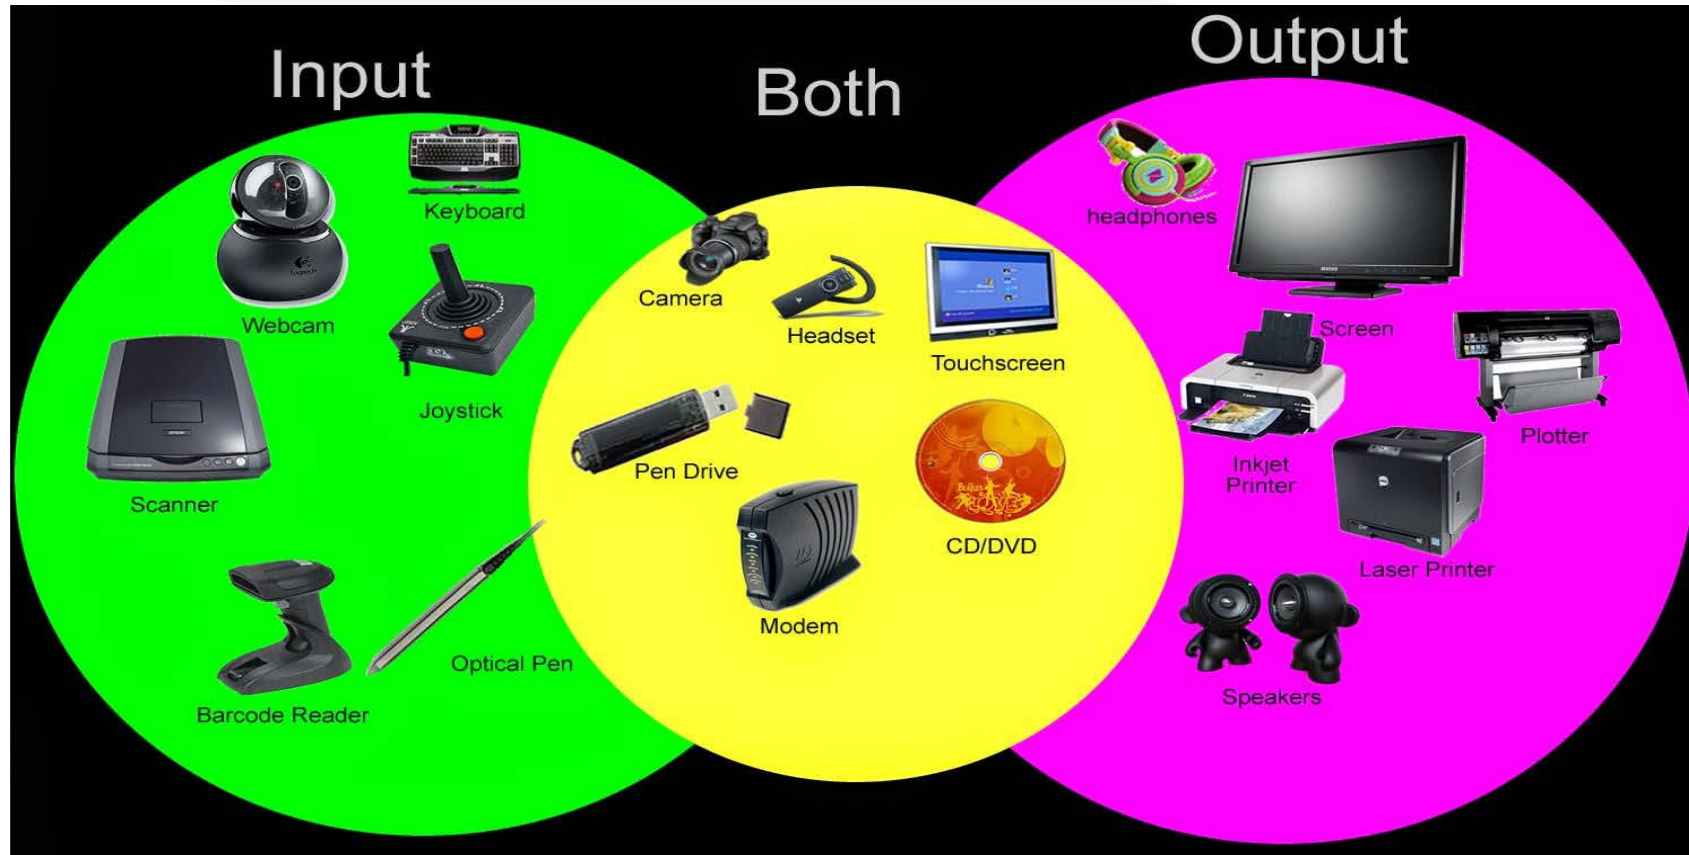 Input
Both
Output
Keyboard
Webcam
Joystick
Scanner
Optical Pen
Barcode Reader
Camera
Headset
Touchscreen
Pen Drive
CD/DVD
Modem
headphones
Screen
Plotter
Inkjet
Printer
Laser Printer
Speakers